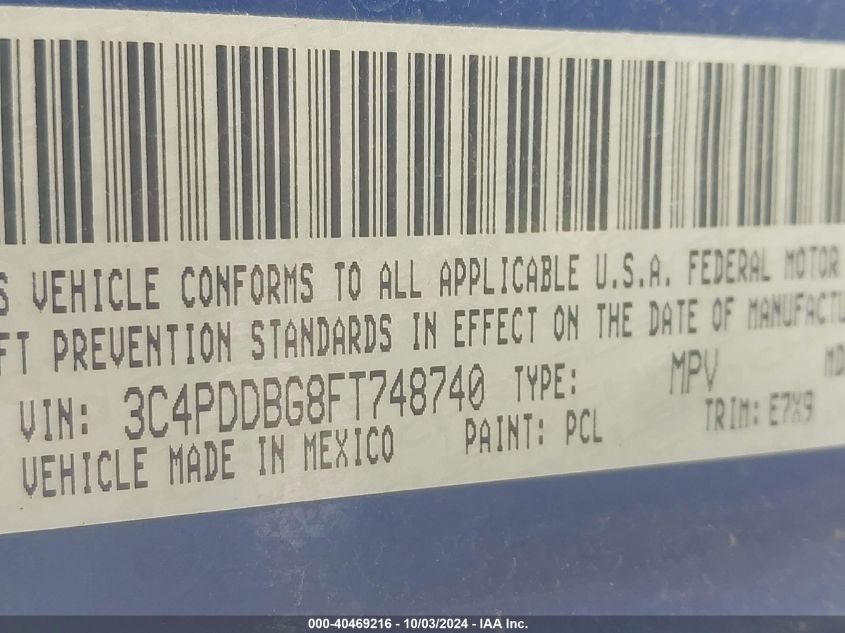 S VEHICLE CONFORMS TO ALL APPLICABLE U.S.A. FEDERAL MOTOR
FT PREVENTION STANDARDS IN EFFECT ON THE DATE OF MANUFACTU
VIN: 3C4PDDBG8FT748740 TYPE: MPV MD
VEHICLE MADE IN MEXICO PAINT: PCL TRIM: E7X9
000-40469216 - 10/03/2024 - IAA Inc.